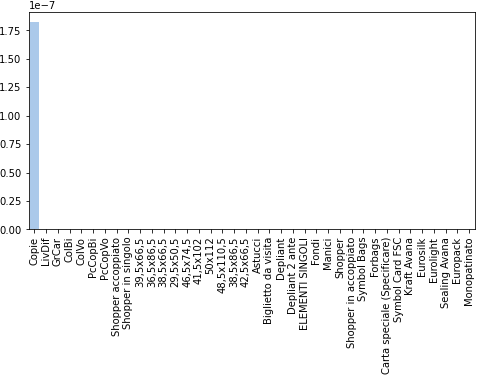 1e−7
1.75
1.50
1.25
1.00
0.75
0.50
0.25
0.00
Copie
LivDif
GrCar
ColBi
ColVo
PcCopBi
PcCopVo
Shopper accoppiato
Shopper in singolo
39,5x66,5
36,5x86,5
38,5x66,5
29,5x50,5
46,5x74,5
41,5x102
50x112
48,5x110,5
38,5x86,5
42,5x66,5
Astucci
Biglietto da visita
Depliant
Depliant 2 ante
ELEMENTI SINGOLI
Fondi
Manici
Shopper
Shopper in accoppiato
Symbol Bags
Forbags
Carta speciale (Specificare)
Symbol Card FSC
Kraft Avana
Eurosilk
Eurolight
Sealing Avana
Europack
Monopatinato